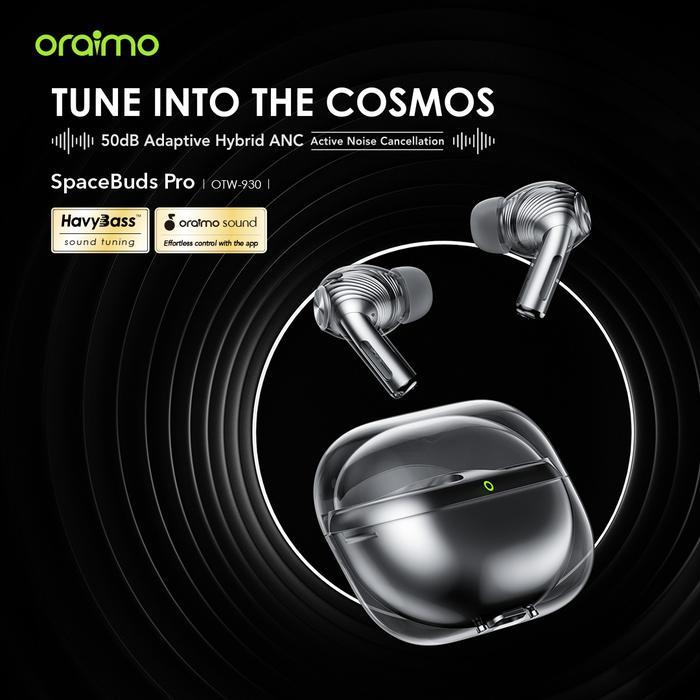 oraimo
TUNE INTO THE COSMOS
50dB Adaptive Hybrid ANC Active Noise Cancellation
SpaceBuds Pro | OTW-930 |
HavyBass™
sound tuning
oraimo sound
Effortless control with the app